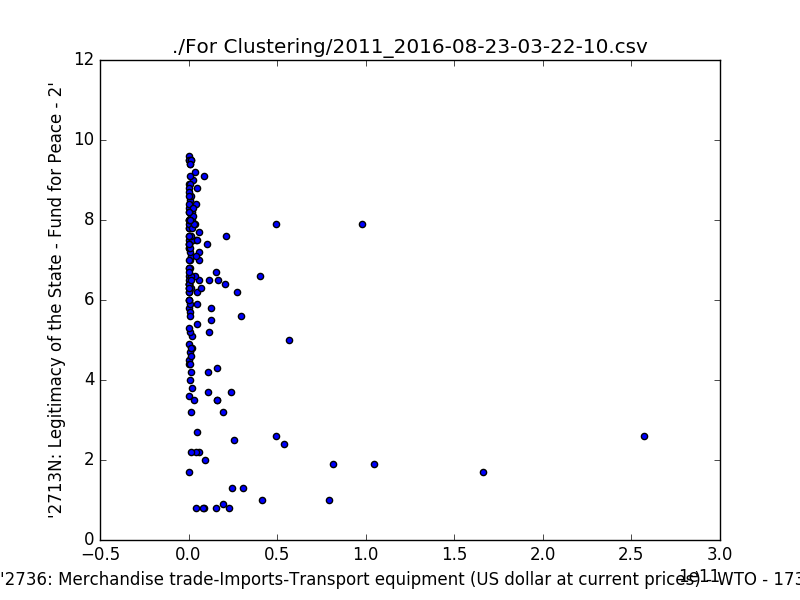 ./For Clustering/2011_2016-08-23-03-22-10.csv
'2713N: Legitimacy of the State - Fund for Peace - 2'
12
10
8
6
4
2
0
−0.5 0.0 0.5 1.0 1.5 2.0 2.5 3.0
1e11
'2736: Merchandise trade-Imports-Transport equipment (US dollar at current prices) - WTO - 173